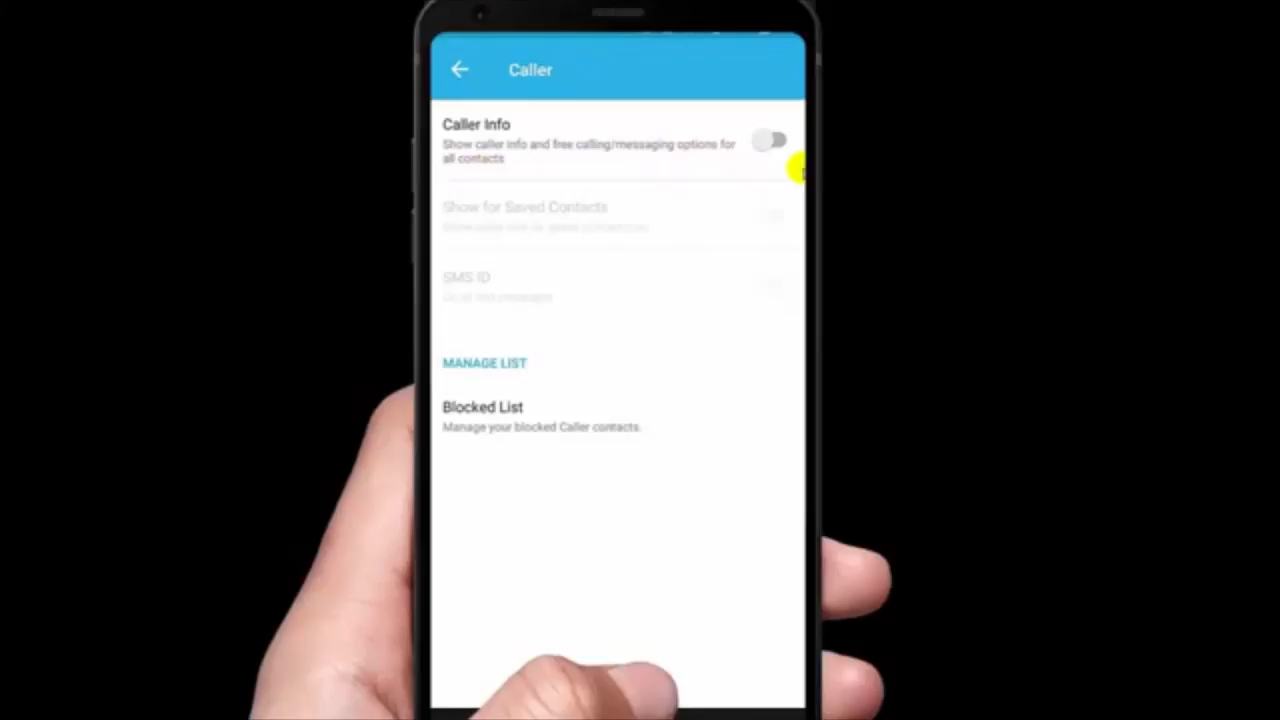 Caller
Caller Info
Show caller info and free calling/messaging options for
all contacts
Show for Saved Contacts
SMS ID
MANAGE LIST
Blocked List
Manage your blocked Caller contacts.